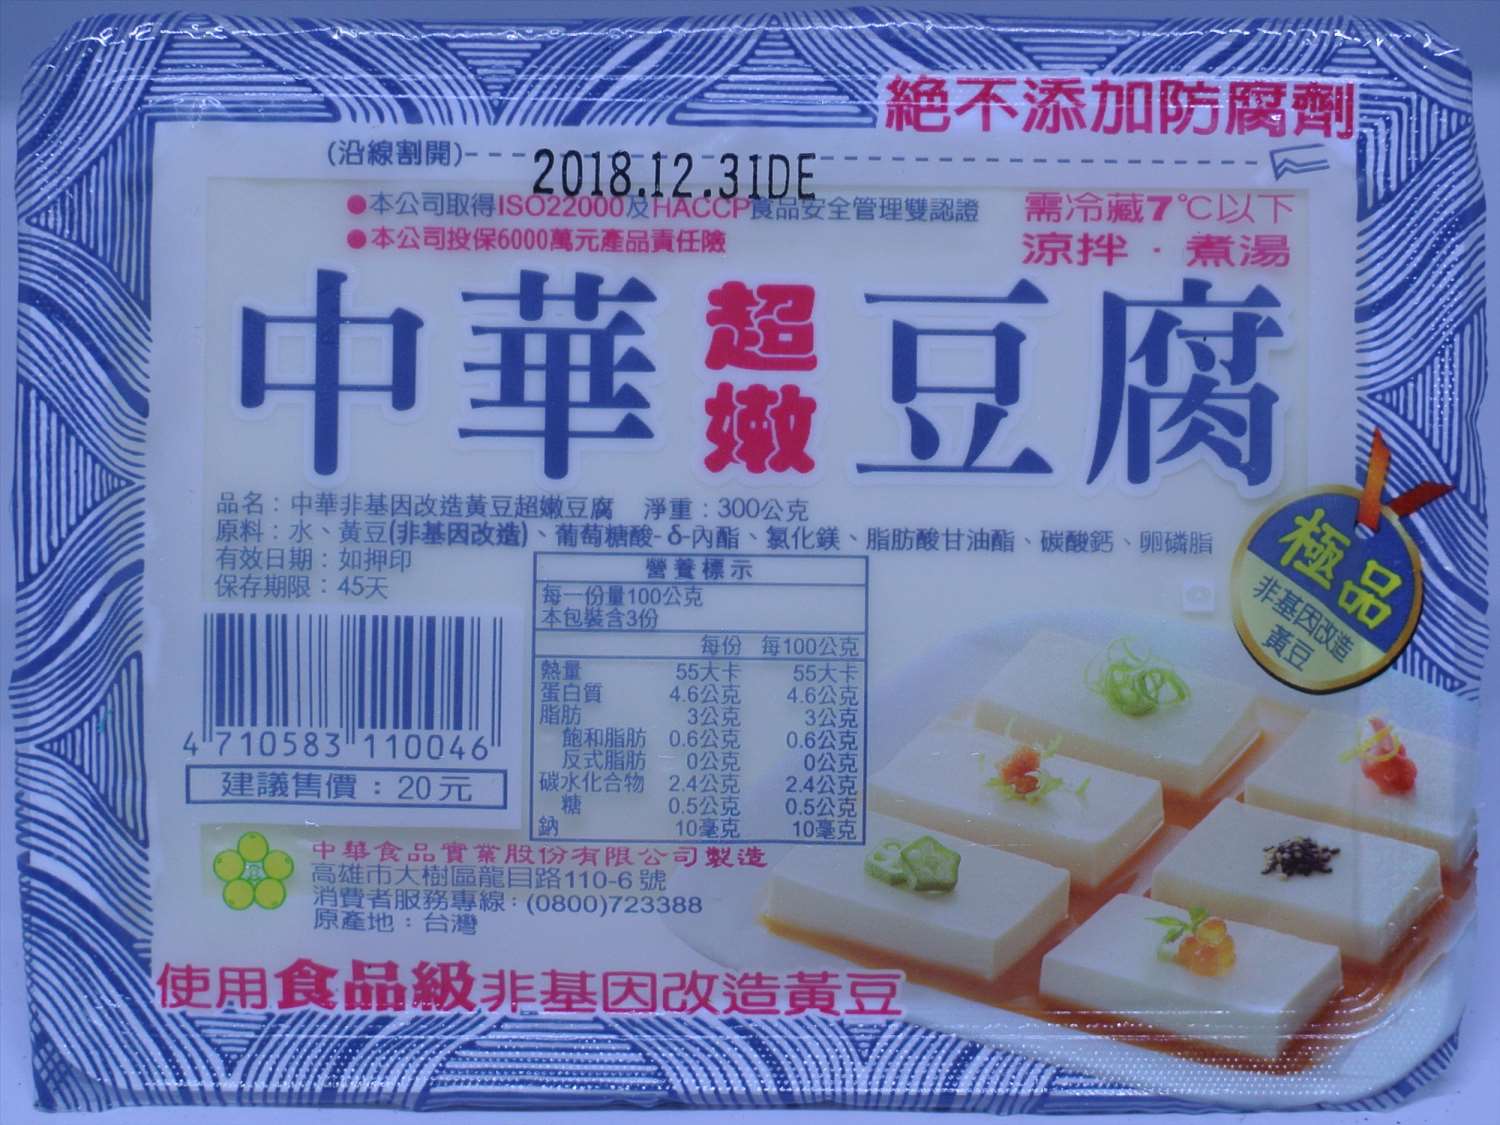 絕不添加防腐劑
(沿線割開)
2018.12.31DE
●本公司取得ISO22000及HACCP食品安全管理雙認證
●本公司投保6000萬元產品責任險
需冷藏7℃以下
涼拌‧煮湯
中華超嫩豆腐
品名：中華非基因改造黃豆超嫩豆腐 淨重：300公克
原料：水、黃豆(非基因改造)、葡萄糖酸-δ-內酯、氯化鎂、脂肪酸甘油酯、碳酸鈣、卵磷脂
有效日期：如押印
保存期限：45天
極品
非基因改造
黃豆
營養標示
每一份量100公克
本包裝含3份
每份 每100公克
熱量 55大卡 55大卡
蛋白質 4.6公克 4.6公克
脂肪 3公克 3公克
飽和脂肪 0.6公克 0.6公克
反式脂肪 0公克 0公克
碳水化合物 2.4公克 2.4公克
糖 0.5公克 0.5公克
鈉 10毫克 10毫克
4 710583 110046
建議售價：20元
中華食品實業股份有限公司製造
高雄市大樹區龍目路110-6號
消費者服務專線：(0800)723388
原產地：台灣
使用食品級非基因改造黃豆